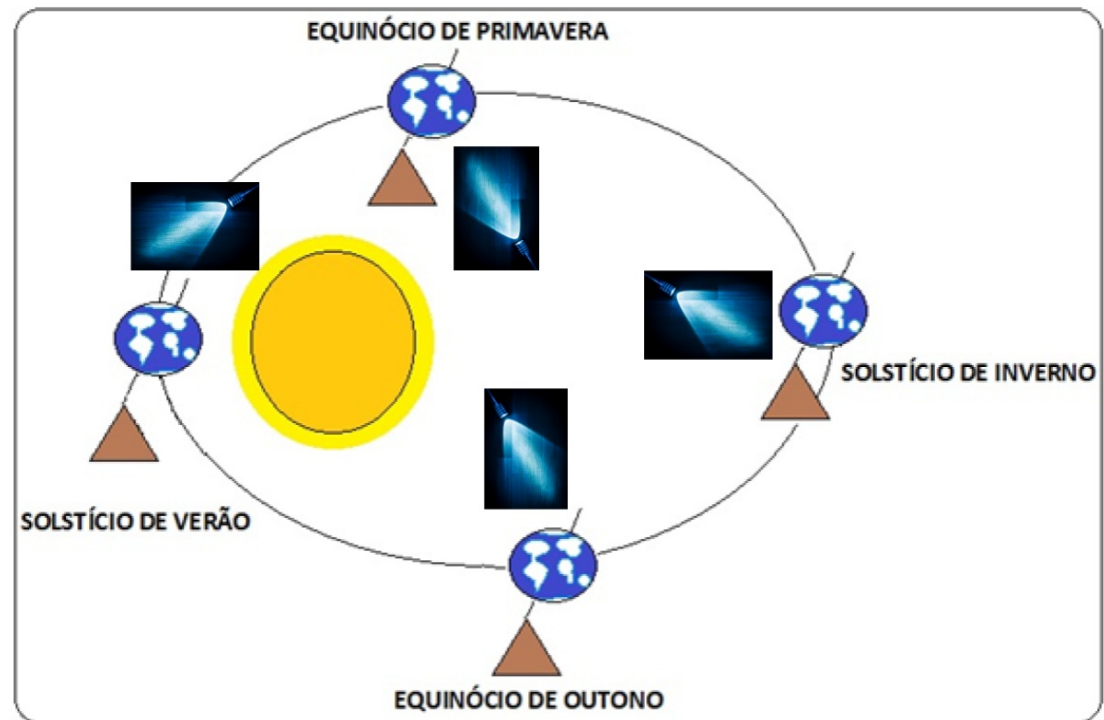 EQUINÓCIO DE PRIMAVERA
SOLSTÍCIO DE INVERNO
SOLSTÍCIO DE VERÃO
EQUINÓCIO DE OUTONO